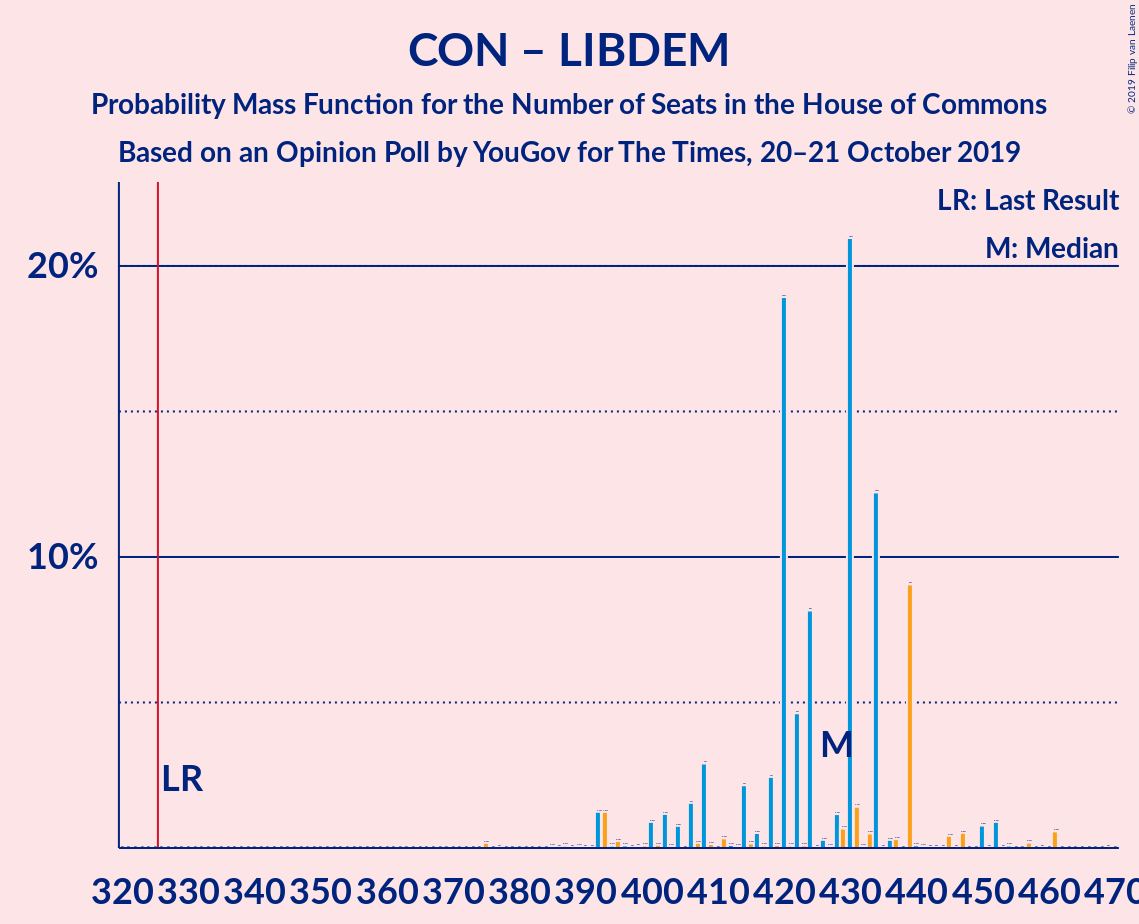 CON – LIBDEM
Probability Mass Function for the Number of Seats in the House of Commons
Based on an Opinion Poll by YouGov for The Times, 20–21 October 2019
© 2019 Filip van Laenen
LR: Last Result
M: Median
20%
10%
M
LR
320 330 340 350 360 370 380 390 400 410 420 430 440 450 460 470